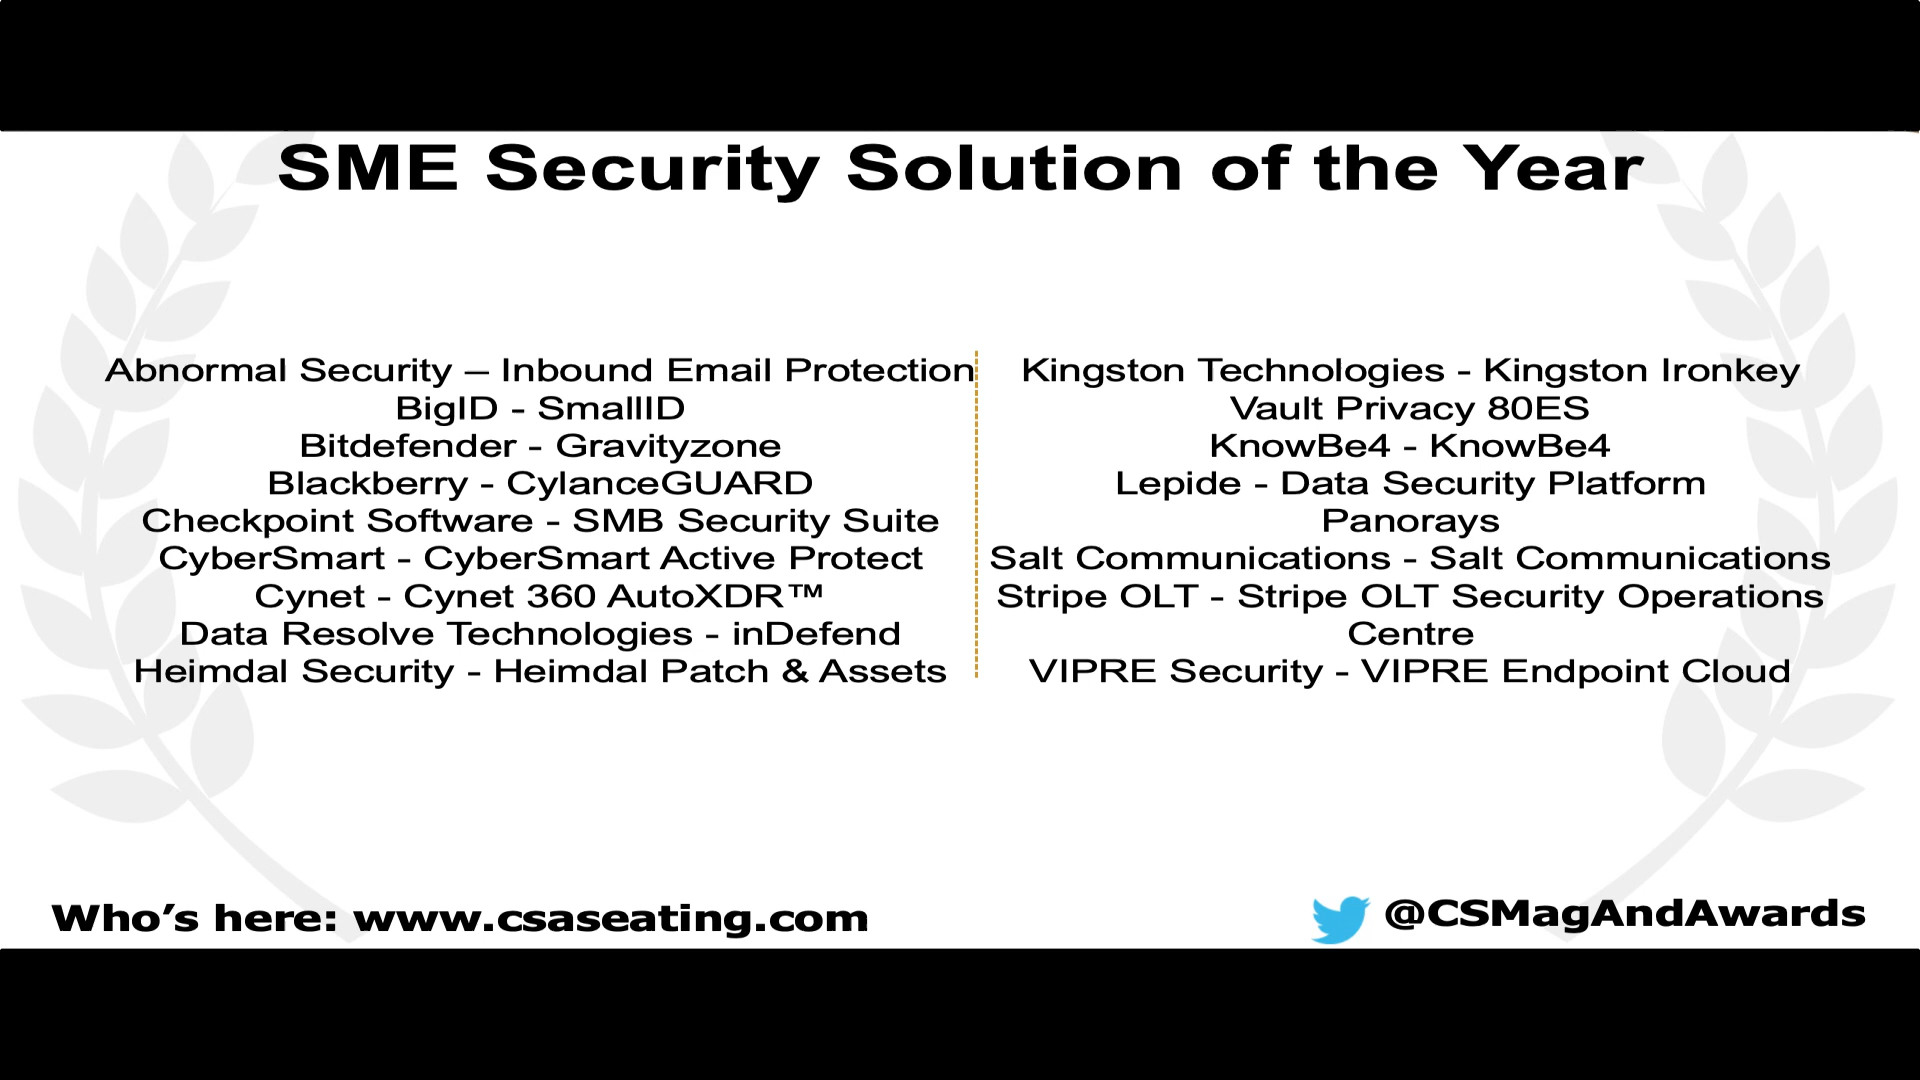 SME Security Solution of the Year
Abnormal Security – Inbound Email Protection
BigID - SmallID
Bitdefender - Gravityzone
Blackberry - CylanceGUARD
Checkpoint Software - SMB Security Suite
CyberSmart - CyberSmart Active Protect
Cynet - Cynet 360 AutoXDR™
Data Resolve Technologies - inDefend
Heimdal Security - Heimdal Patch & Assets
Kingston Technologies - Kingston Ironkey
Vault Privacy 80ES
KnowBe4 - KnowBe4
Lepide - Data Security Platform
Panorays
Salt Communications - Salt Communications
Stripe OLT - Stripe OLT Security Operations
Centre
VIPRE Security - VIPRE Endpoint Cloud
Who’s here: www.csaseating.com
@CSMagAndAwards